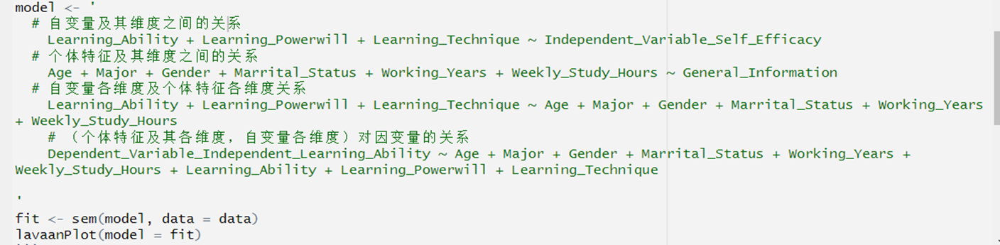 model <- '
# 自变量及其维度之间的关系
Learning_Ability + Learning_Powerwill + Learning_Technique ~ Independent_Variable_Self_Efficacy
# 个体特征及其维度之间的关系
Age + Major + Gender + Marrital_Status + Working_Years + Weekly_Study_Hours ~ General_Information
# 自变量各维度及个体特征各维度关系
Learning_Ability + Learning_Powerwill + Learning_Technique ~ Age + Major + Gender + Marrital_Status + Working_Years
+ Weekly_Study_Hours
# （个体特征及其各维度，自变量各维度）对因变量的关系
Dependent_Variable_Independent_Learning_Ability ~ Age + Major + Gender + Marrital_Status + Working_Years +
Weekly_Study_Hours + Learning_Ability + Learning_Powerwill + Learning_Technique
'
fit <- sem(model, data = data)
lavaanPlot(model = fit)